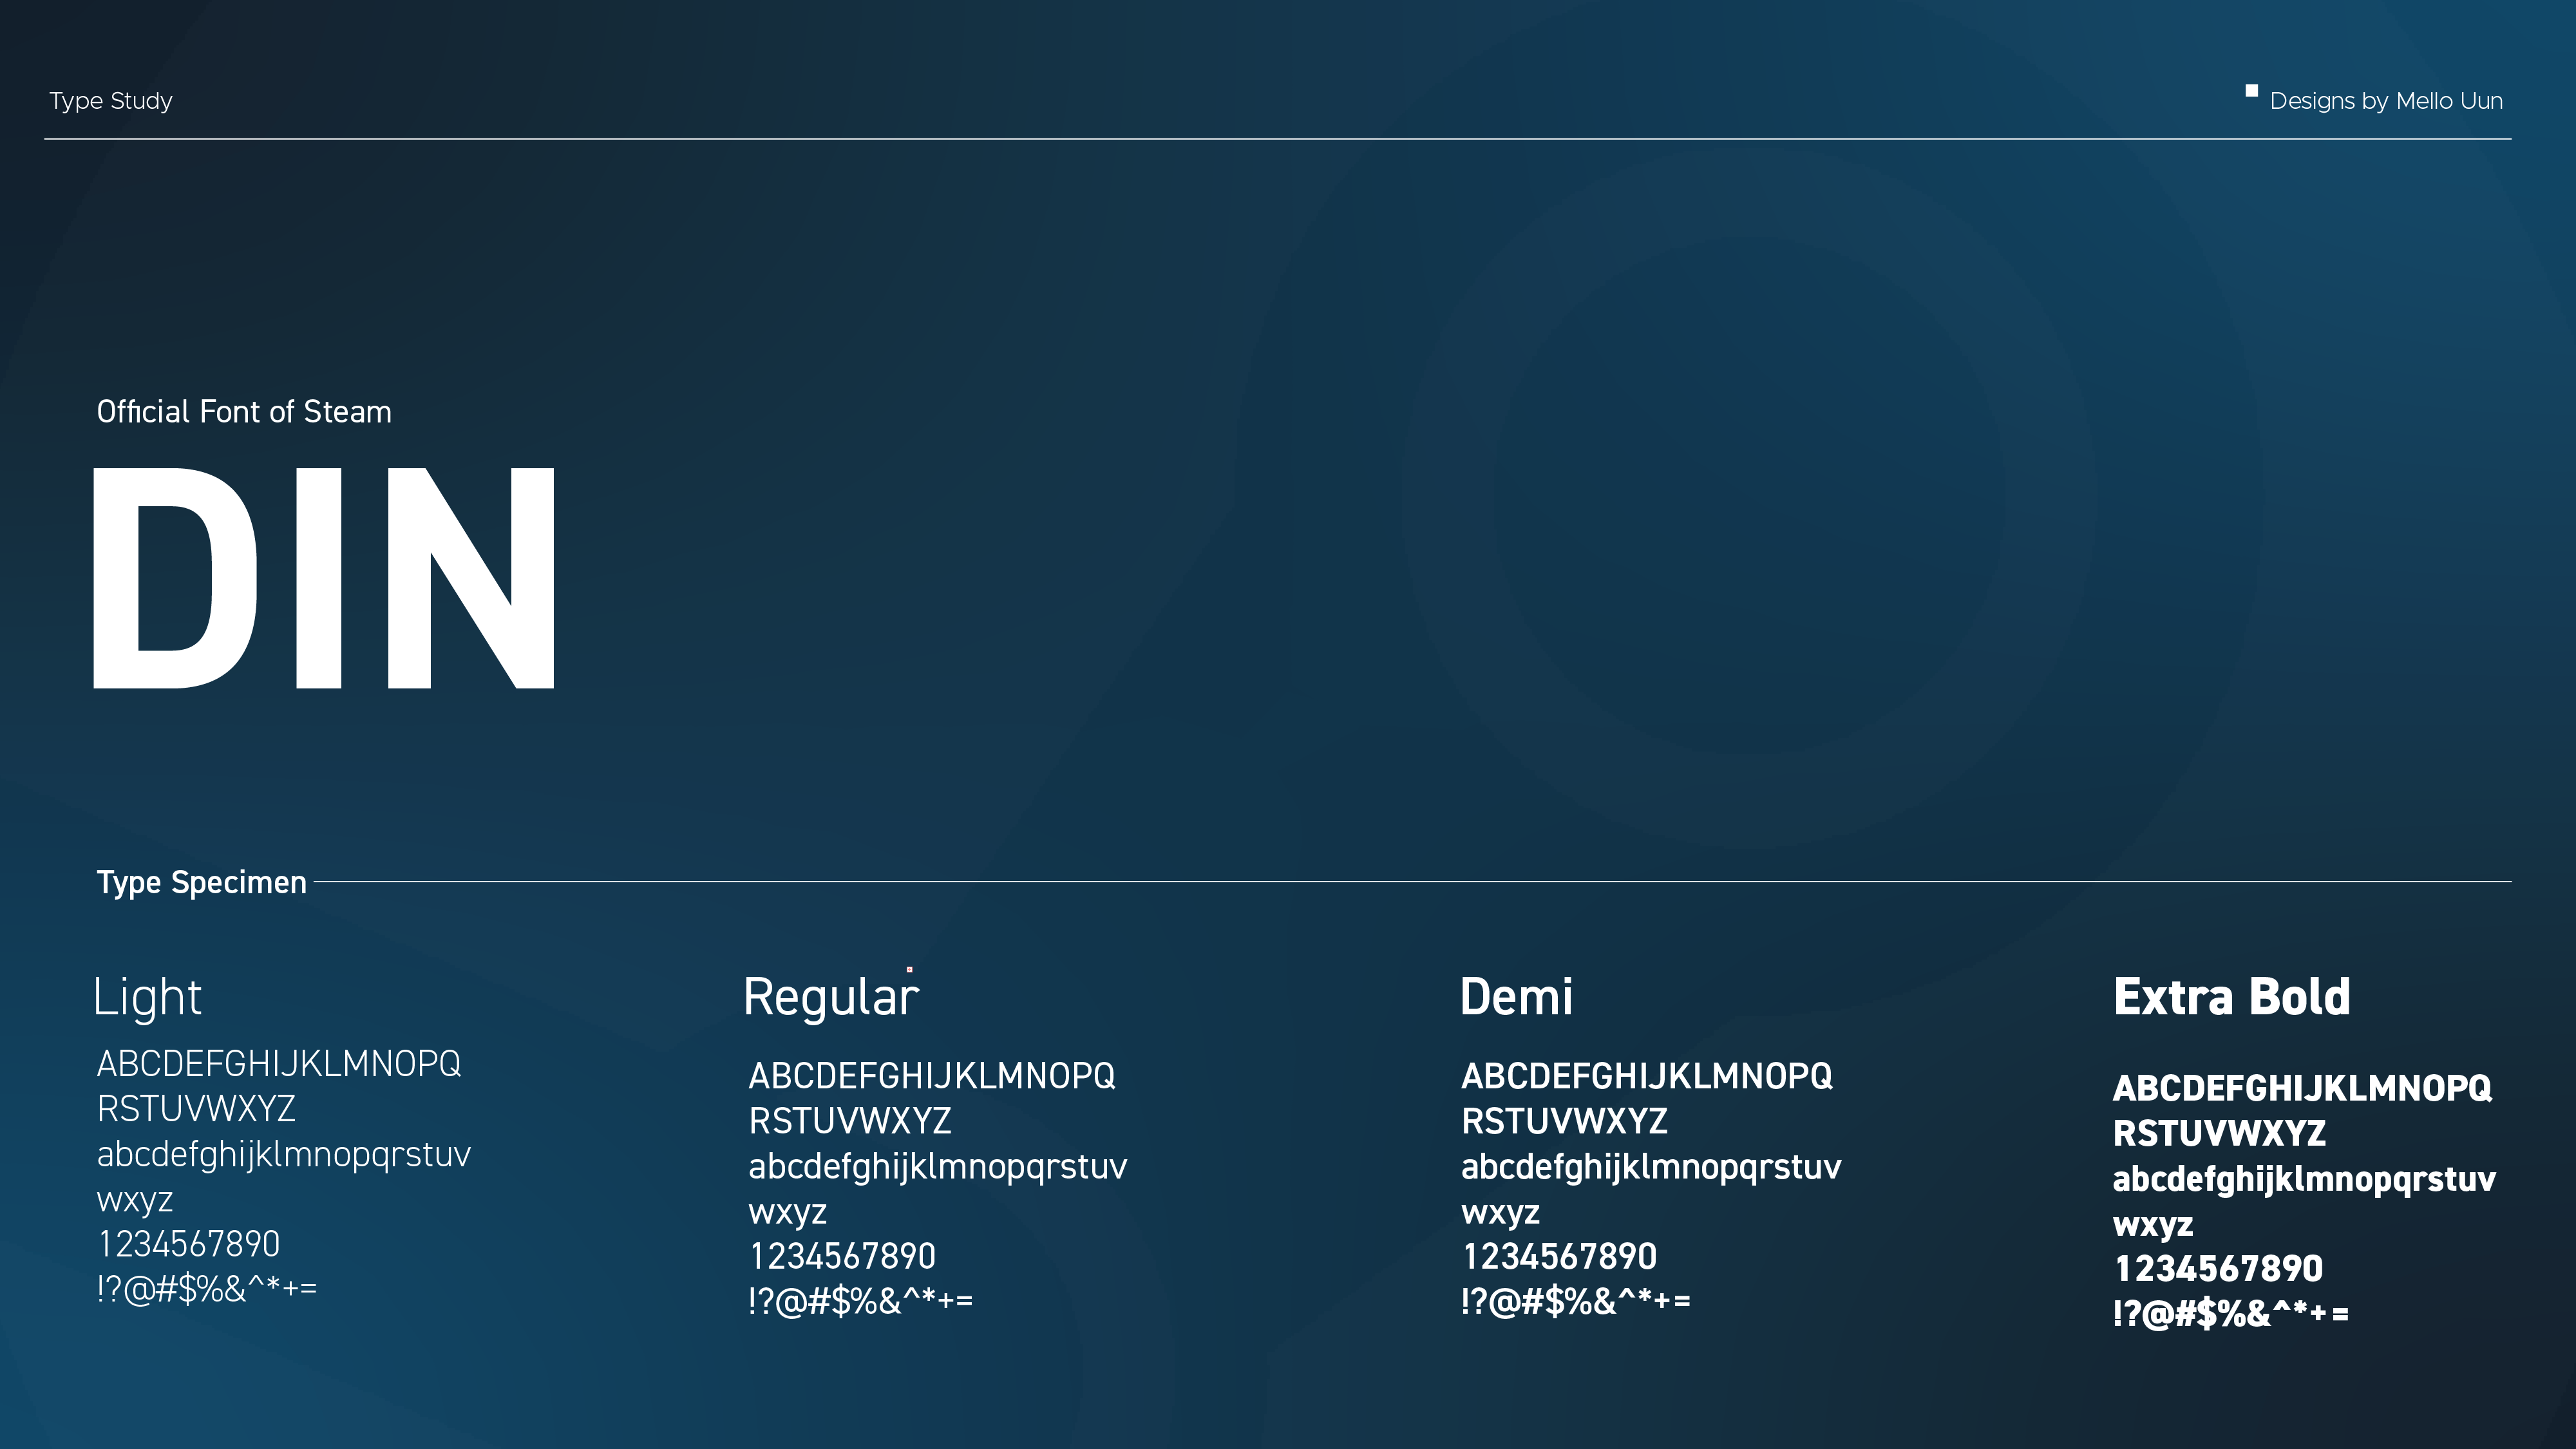 Type Study
Designs by Mello Uun
Official Font of Steam
DIN
Type Specimen
Light
ABCDEFGHIJKLMNOPQ
RSTUVWXYZ
abcdefghijklmnopqrstuv
wxyz
1234567890
!?@#$%&^*+=
Regular
ABCDEFGHIJKLMNOPQ
RSTUVWXYZ
abcdefghijklmnopqrstuv
wxyz
1234567890
!?@#$%&^*+=
Demi
ABCDEFGHIJKLMNOPQ
RSTUVWXYZ
abcdefghijklmnopqrstuv
wxyz
1234567890
!?@#$%&^*+=
Extra Bold
ABCDEFGHIJKLMNOPQ
RSTUVWXYZ
abcdefghijklmnopqrstuv
wxyz
1234567890
!?@#$%&^*+=